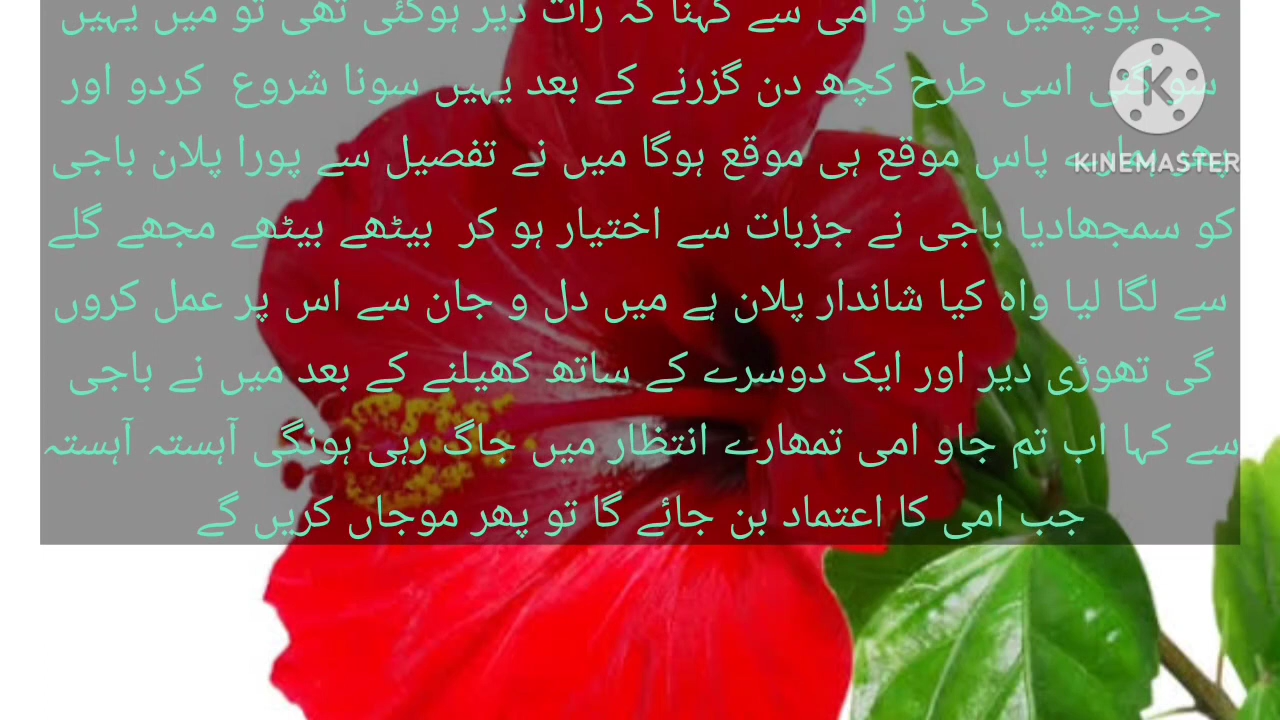 جب پوچھیں گی تو امی سے کہنا کہ رات دیر ہوگئی تھی تو میں یہیں
سو گئی اسی طرح کچھ دن گزرنے کے بعد یہیں سونا شروع کردو اور
پھر ہمارے پاس موقع ہی موقع ہوگا میں نے تفصیل سے پورا پلان باجی
کو سمجھادیا باجی نے جزبات سے اختیار ہو کر بیٹھے بیٹھے مجھے گلے
سے لگا لیا واہ کیا شاندار پلان ہے میں دل و جان سے اس پر عمل کروں
گی تھوڑی دیر اور ایک دوسرے کے ساتھ کھیلنے کے بعد میں نے باجی
سے کہا اب تم جاو امی تمھارے انتظار میں جاگ رہی ہونگی آہستہ آہستہ
جب امی کا اعتماد بن جائے گا تو پھر موجاں کریں گے
K
KINEMASTER